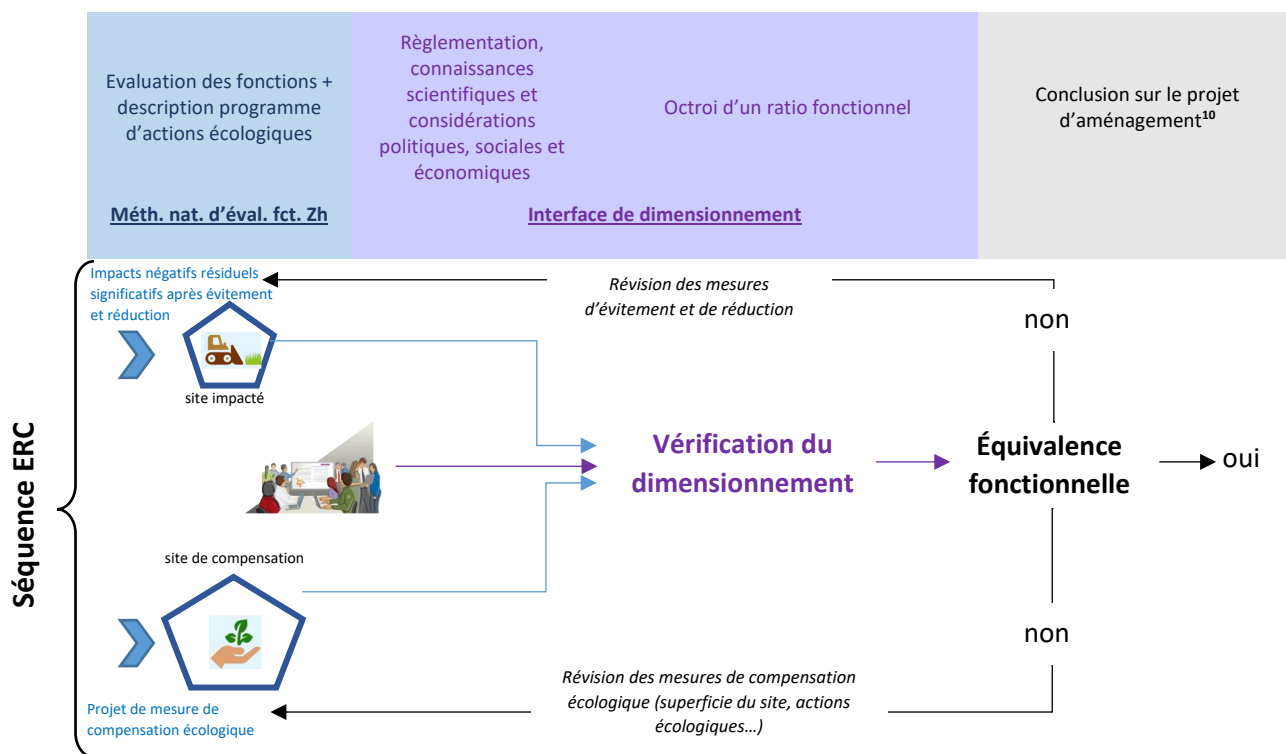 Evaluation des fonctions +
description programme
d’actions écologiques
Méth. nat. d’éval. fct. Zh
Règlementation,
connaissances
scientifiques et
considérations
politiques, sociales et
économiques
Octroi d’un ratio fonctionnel
Interface de dimensionnement
Conclusion sur le projet
d’aménagement¹⁰
Séquence ERC
Impacts négatifs résiduels
significatifs après évitement
et réduction
site impacté
Révision des mesures
d’évitement et de réduction
non
Vérification du
dimensionnement
Équivalence
fonctionnelle
oui
site de compensation
non
Projet de mesure de
compensation écologique
Révision des mesures de compensation
écologique (superficie du site, actions
écologiques…)